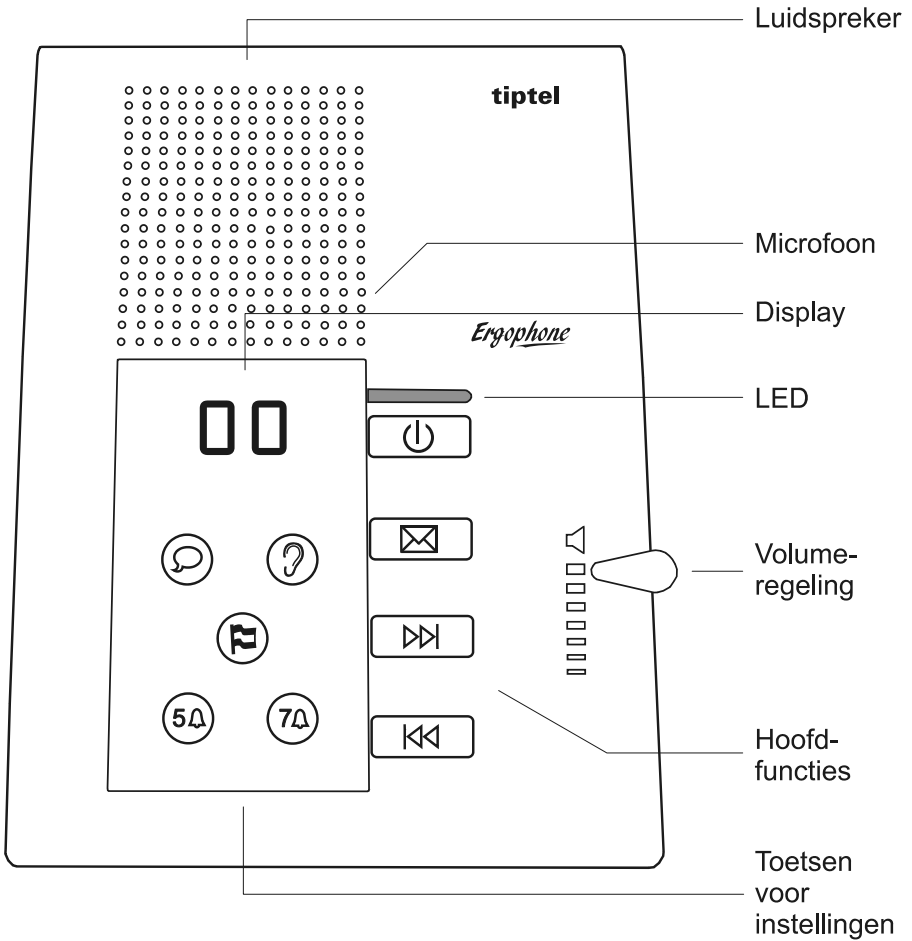 Luidspreker
tiptel
Microfoon
Display
Ergophone
LED
00
Volume-
regeling
5
7
Hoofd-
functies
Toetsen
voor
instellingen